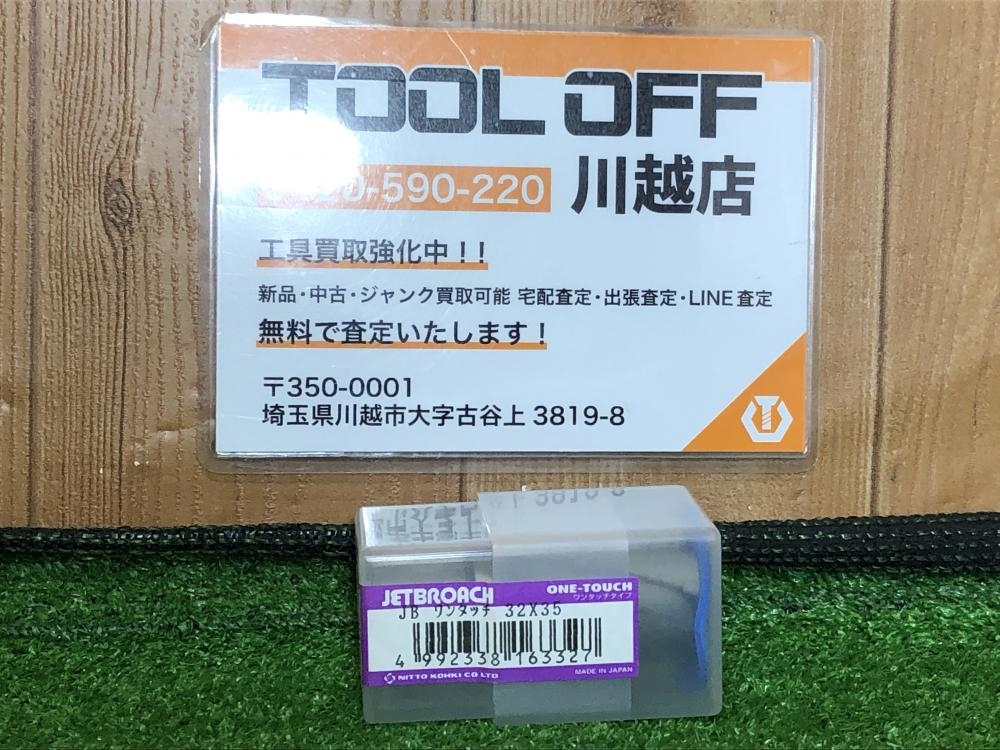 TOOL OFF
0-590-220 川越店
工具買取強化中!!
新品・中古・ジャンク買取可能 宅配査定・出張査定・LINE査定
無料で査定いたします!
〒350-0001
埼玉県川越市大字古谷上 3819-8
JETBROACH ONE-TOUCH
ワンタッチタイプ
JB ワンタッチ 32X35
4 992338 163327
NITTO KOHKI CO LTD MADE IN JAPAN